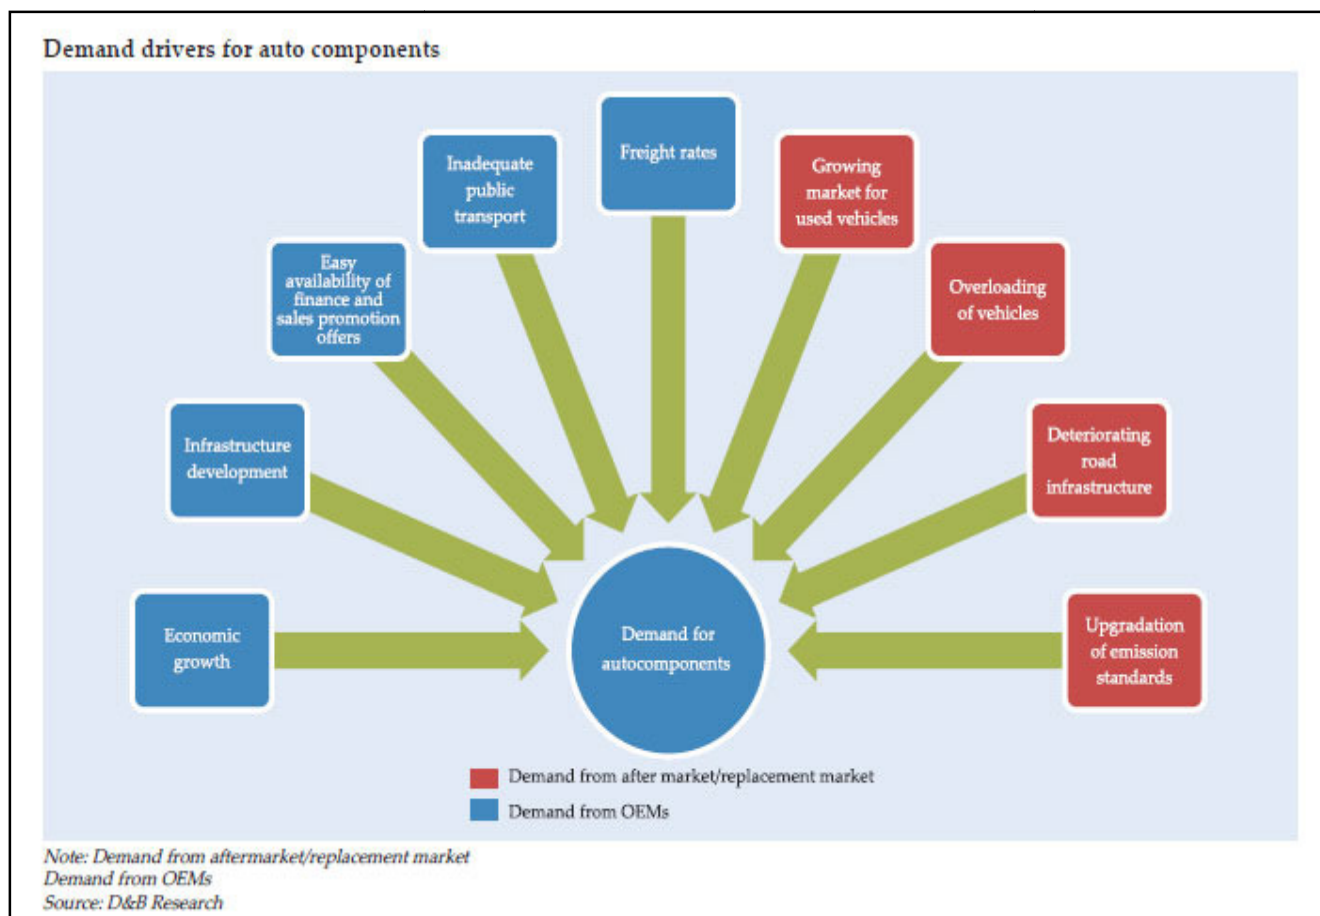 Demand drivers for auto components
Freight rates
Inadequate
public
transport
Growing
market for
used vehicles
Easy
availability of
finance and
sales promotion
offers
Overloading
of vehicles
Infrastructure
development
Deteriorating
road
infrastructure
Economic
growth
Demand for
autocomponents
Upgradation
of emission
standards
Demand from after market/replacement market
Demand from OEMs
Note: Demand from aftermarket/replacement market
Demand from OEMs
Source: D&B Research